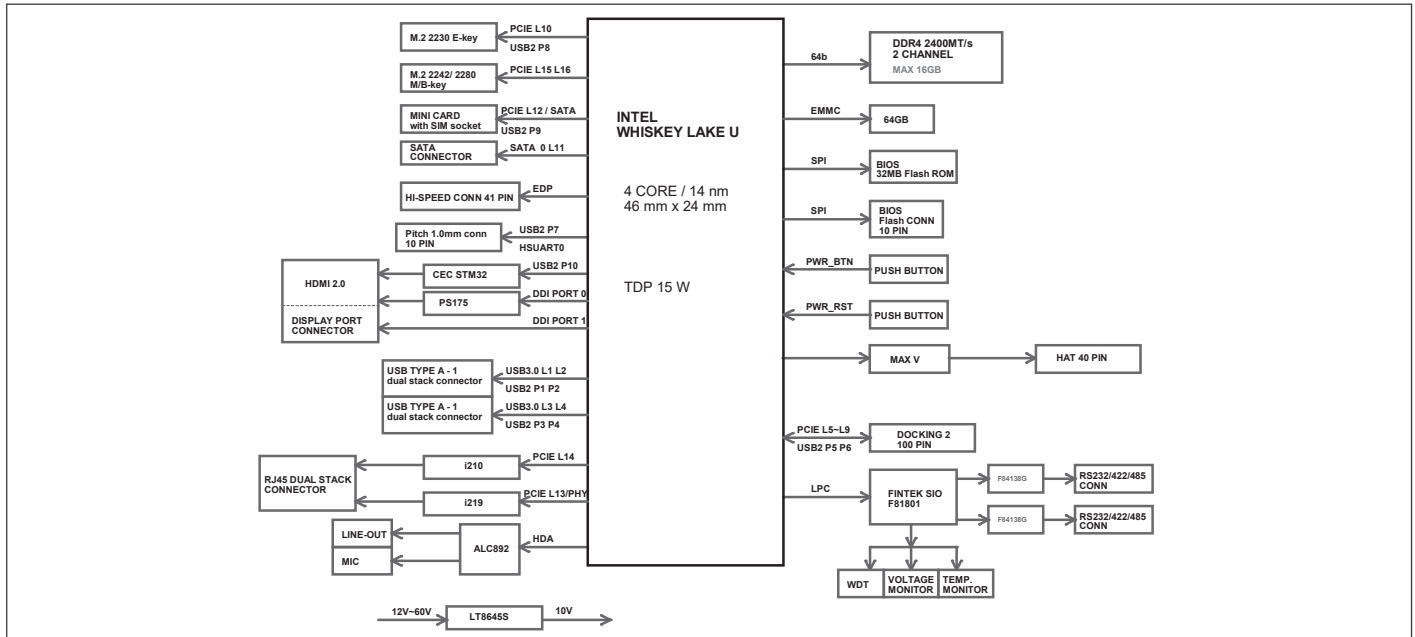 M.2 2230 E-key
PCIE L10
USB2 P8
M.2 2242/ 2280
M/B-key
PCIE L15 L16
MINI CARD
with SIM socket
PCIE L12 / SATA
USB2 P9
SATA
CONNECTOR
SATA 0 L11
HI-SPEED CONN 41 PIN
EDP
Pitch 1.0mm conn
10 PIN
USB2 P7
HSUART0
HDMI 2.0
DISPLAY PORT
CONNECTOR
CEC STM32
USB2 P10
PS175
DDI PORT 0
DDI PORT 1
USB TYPE A - 1
dual stack connector
USB3.0 L1 L2
USB2 P1 P2
USB TYPE A - 1
dual stack connector
USB3.0 L3 L4
USB2 P3 P4
RJ45 DUAL STACK
CONNECTOR
i210
PCIE L14
i219
PCIE L13/PHY
LINE-OUT
MIC
ALC892
HDA
12V~60V
LT8645S
10V
INTEL
WHISKEY LAKE U
4 CORE / 14 nm
46 mm x 24 mm
TDP 15 W
64b
DDR4 2400MT/s
2 CHANNEL
MAX 16GB
EMMC
64GB
SPI
BIOS
32MB Flash ROM
SPI
BIOS
Flash CONN
10 PIN
PWR_BTN
PUSH BUTTON
PWR_RST
PUSH BUTTON
MAX V
HAT 40 PIN
PCIE L5~L9
USB2 P5 P6
DOCKING 2
100 PIN
LPC
FINTEK SIO
F81801
F84138G
RS232/422/485
CONN
F84138G
RS232/422/485
CONN
WDT
VOLTAGE
MONITOR
TEMP.
MONITOR